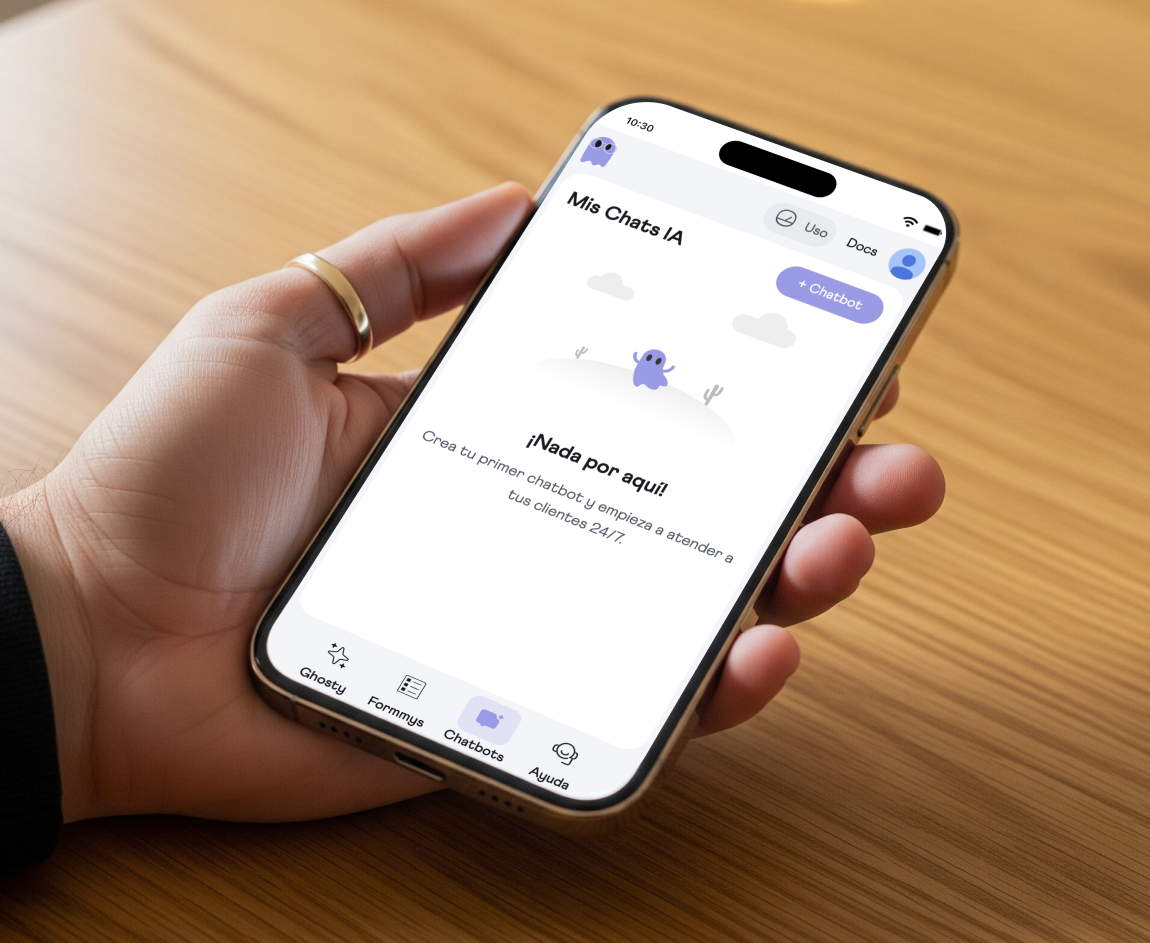 10:30
Uso
Docs
Mis Chats IA
+ Chatbot
¡Nada por aquí!
Crea tu primer chatbot y empieza a atender a
tus clientes 24/7.
Ghosty
Formmys
Chatbots
Ayuda